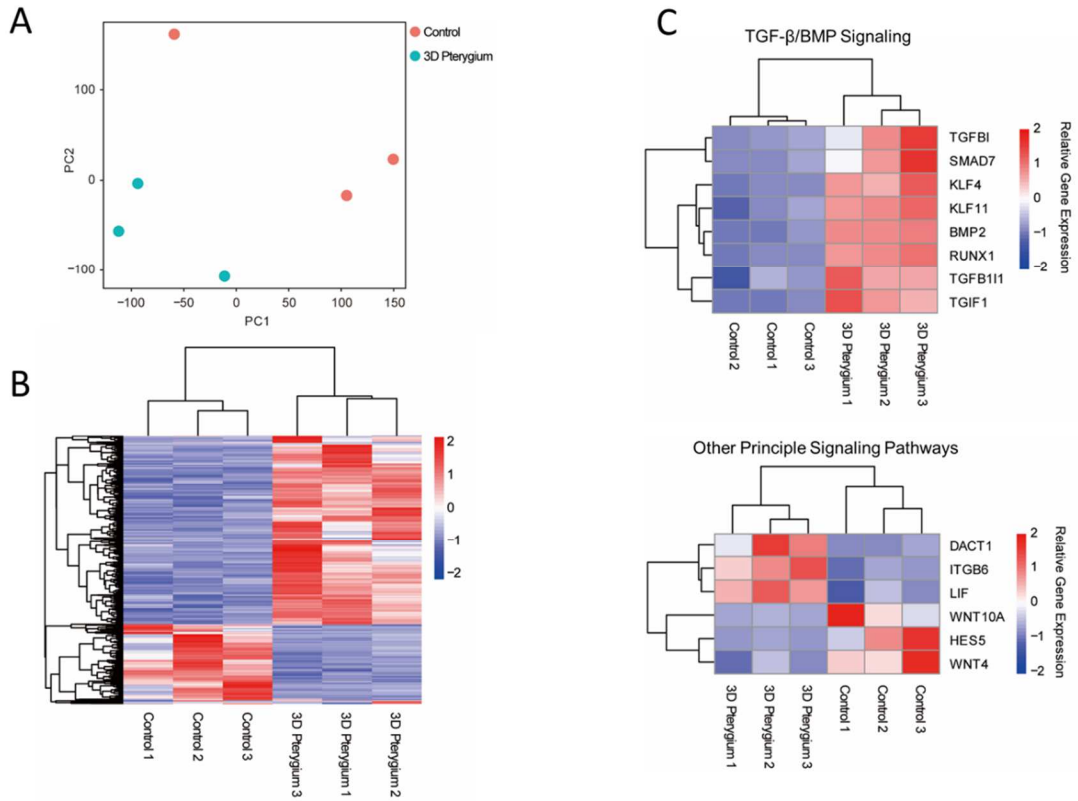 A
Control
3D Pterygium
PC2
100
0
−100
−100
−50
0
50
100
150
PC1
B
2
1
0
−1
−2
Control 1
Control 2
Control 3
3D Pterygium 3
3D Pterygium 1
3D Pterygium 2
C
TGF-β/BMP Signaling
TGFBI
SMAD7
KLF4
KLF11
BMP2
RUNX1
TGFB1I1
TGIF1
2
1
0
−1
−2
Relative Gene Expression
Control 2
Control 1
Control 3
3D Pterygium 1
3D Pterygium 2
3D Pterygium 3
Other Principle Signaling Pathways
DACT1
ITGB6
LIF
WNT10A
HES5
WNT4
2
1
0
−1
−2
Relative Gene Expression
3D Pterygium 1
3D Pterygium 2
3D Pterygium 3
Control 1
Control 2
Control 3